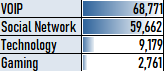 VOIP 68,771
Social Network 59,662
Technology 9,179
Gaming 2,761